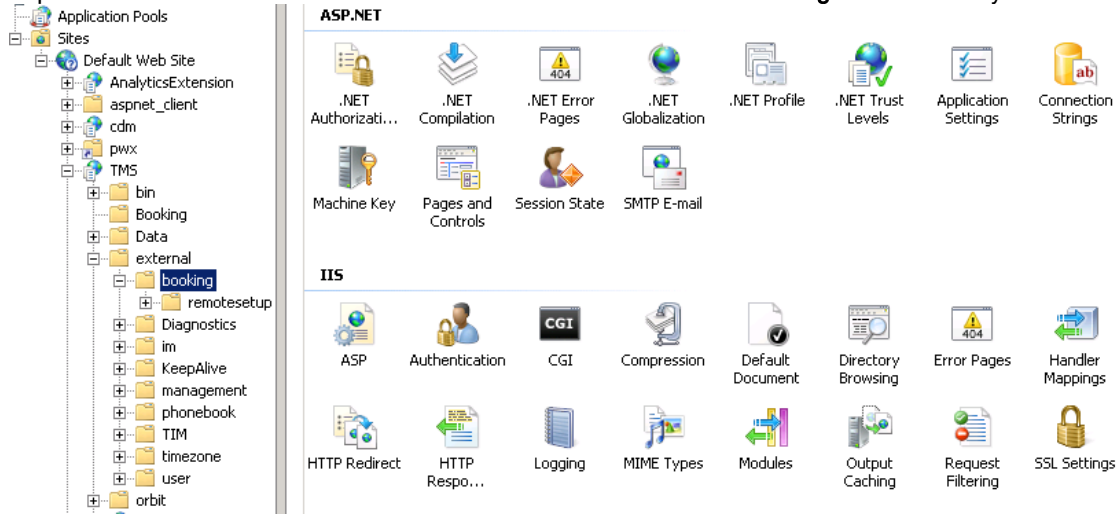 Application Pools
Sites
Default Web Site
AnalyticsExtension
aspnet_client
cdm
pwx
TMS
bin
Booking
Data
external
booking
remotesetup
Diagnostics
im
KeepAlive
management
phonebook
TIM
timezone
user
orbit
ASP.NET
.NET Authorizati...
.NET Compilation
404
.NET Error Pages
.NET Globalization
.NET Profile
.NET Trust Levels
Application Settings
ab
Connection Strings
Machine Key
Pages and Controls
Session State
SMTP E-mail
IIS
ASP
Authentication
CGI
CGI
Compression
Default Document
Directory Browsing
404
Error Pages
Handler Mappings
HTTP Redirect
HTTP Respo...
Logging
MIME Types
Modules
Output Caching
Request Filtering
SSL Settings